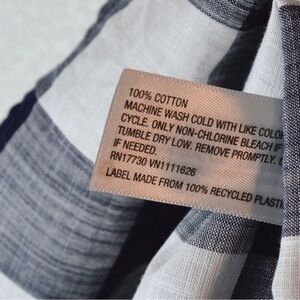 100% COTTON
MACHINE WASH COLD WITH LIKE COLOR
CYCLE. ONLY NON-CHLORINE BLEACH IF
TUMBLE DRY LOW. REMOVE PROMPTLY.
IF NEEDED.
RN17730 VN1111626
LABEL MADE FROM 100% RECYCLED PLASTI